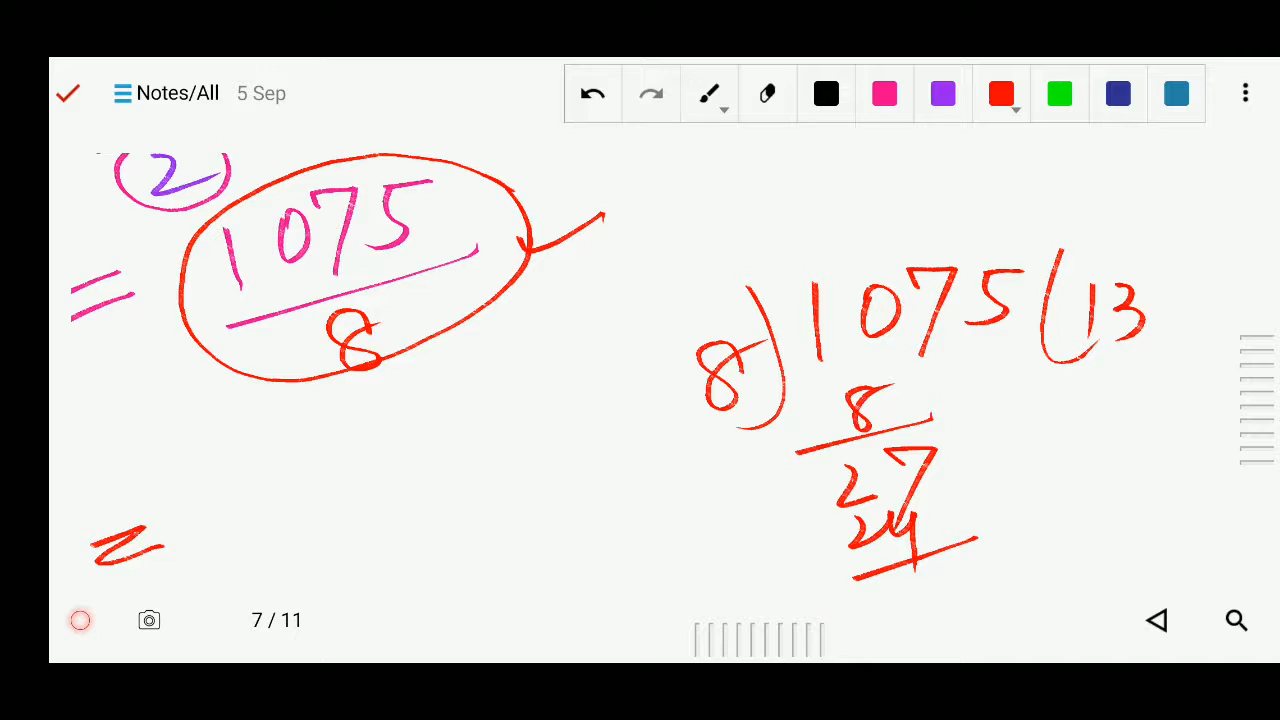 Notes/All 5 Sep
2
= 1075
8
8) 1075 (13
8
27
24
=
7 / 11